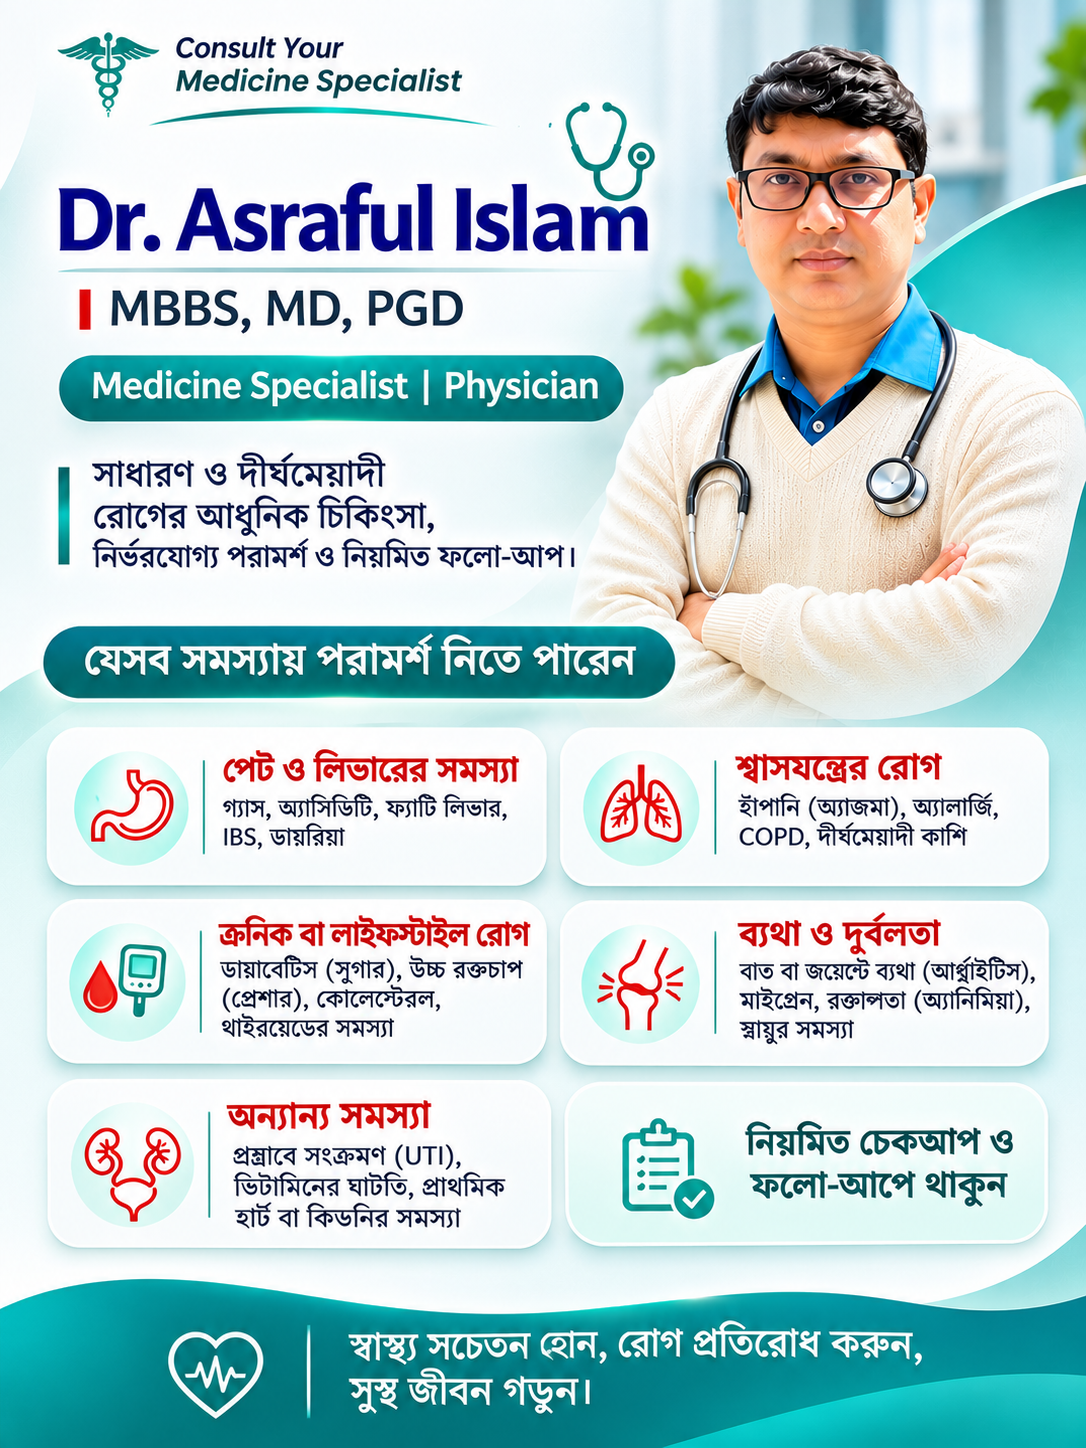 Consult Your
Medicine Specialist
Dr. Asraful Islam
MBBS, MD, PGD
Medicine Specialist | Physician
সাধারণ ও দীর্ঘমেয়াদী
রোগের আধুনিক চিকিৎসা,
নির্ভরযোগ্য পরামর্শ ও নিয়মিত ফলো-আপ।
যেসব সমস্যায় পরামর্শ নিতে পারেন
পেট ও লিভারের সমস্যা
গ্যাস, অ্যাসিডিটি, ফ্যাটি লিভার,
IBS, ডায়রিয়া
শ্বাসযন্ত্রের রোগ
হাঁপানি (অ্যাজমা), অ্যালার্জি,
COPD, দীর্ঘমেয়াদী কাশি
ক্রনিক বা লাইফস্টাইল রোগ
ডায়াবেটিস (সুগার), উচ্চ রক্তচাপ
(প্রেশার), কোলেস্টেরল,
থাইরয়েডের সমস্যা
ব্যথা ও দুর্বলতা
বাত বা জয়েন্টে ব্যথা (আর্থ্রাইটিস),
মাইগ্রেন, রক্তাল্পতা (অ্যানিমিয়া),
স্নায়ুর সমস্যা
অন্যান্য সমস্যা
প্রস্রাবে সংক্রমণ (UTI),
ভিটামিনের ঘাটতি, প্রাথমিক
হার্ট বা কিডনির সমস্যা
নিয়মিত চেকআপ ও
ফলো-আপে থাকুন
স্বাস্থ্য সচেতন হোন, রোগ প্রতিরোধ করুন,
সুস্থ জীবন গড়ুন।